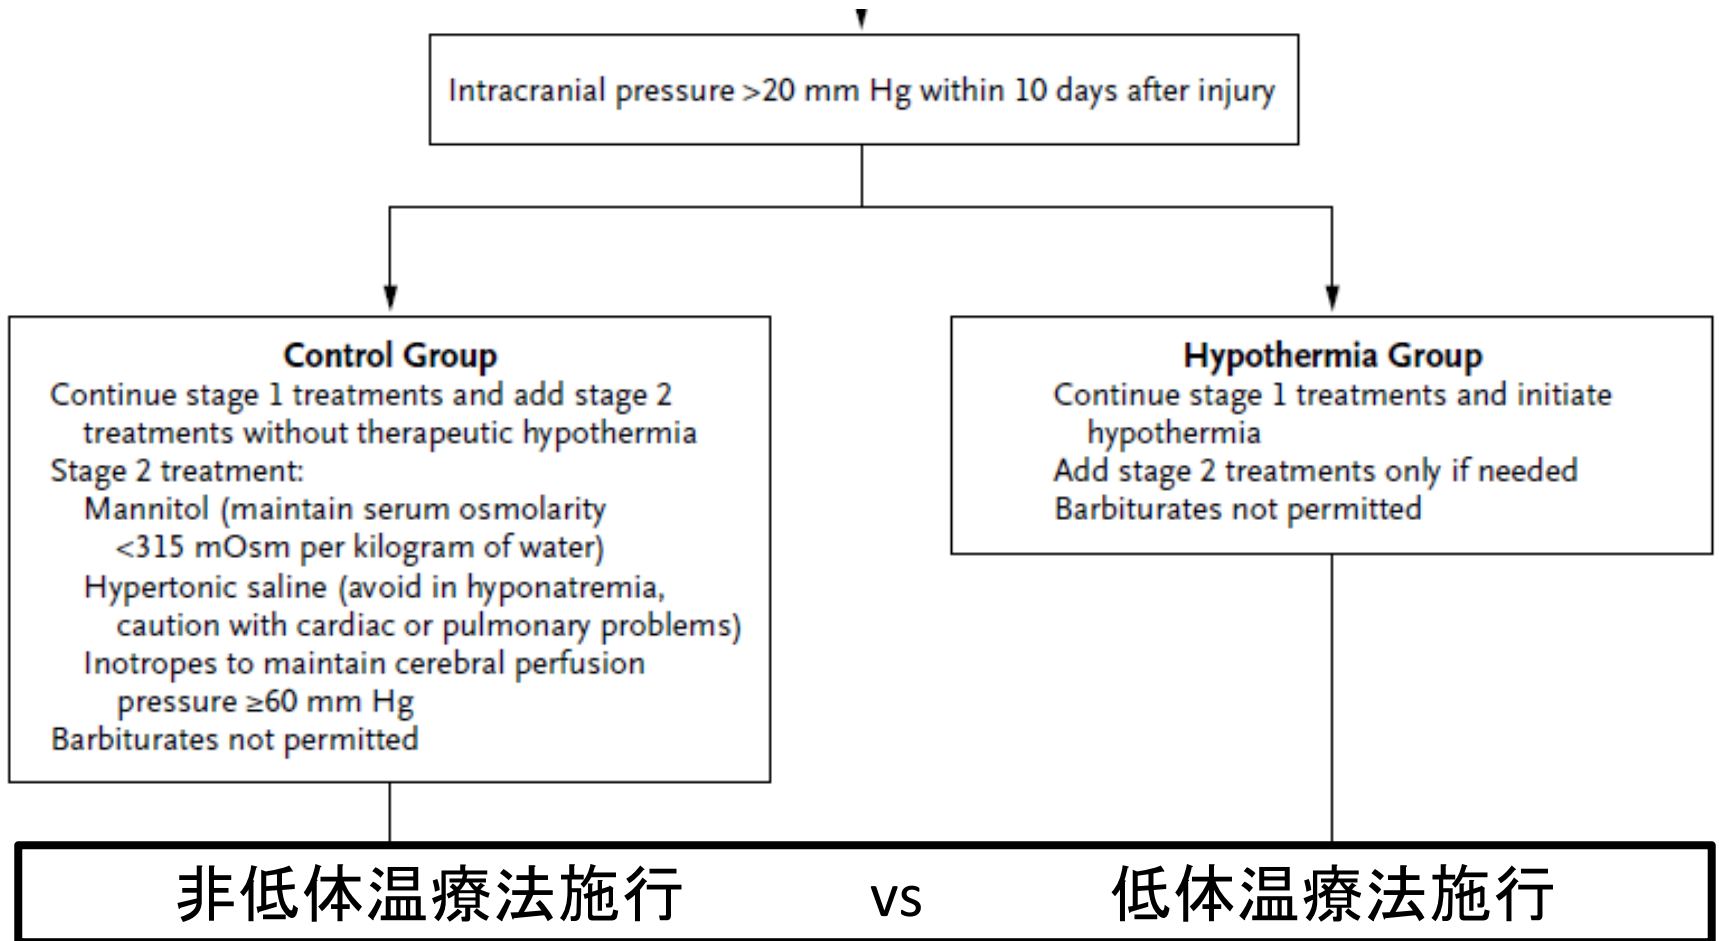 Intracranial pressure >20 mm Hg within 10 days after injury
Control Group
Continue stage 1 treatments and add stage 2
treatments without therapeutic hypothermia
Stage 2 treatment:
Mannitol (maintain serum osmolarity
<315 mOsm per kilogram of water)
Hypertonic saline (avoid in hyponatremia,
caution with cardiac or pulmonary problems)
Inotropes to maintain cerebral perfusion
pressure ≥60 mm Hg
Barbiturates not permitted
Hypothermia Group
Continue stage 1 treatments and initiate
hypothermia
Add stage 2 treatments only if needed
Barbiturates not permitted
非低体温療法施行 vs 低体温療法施行